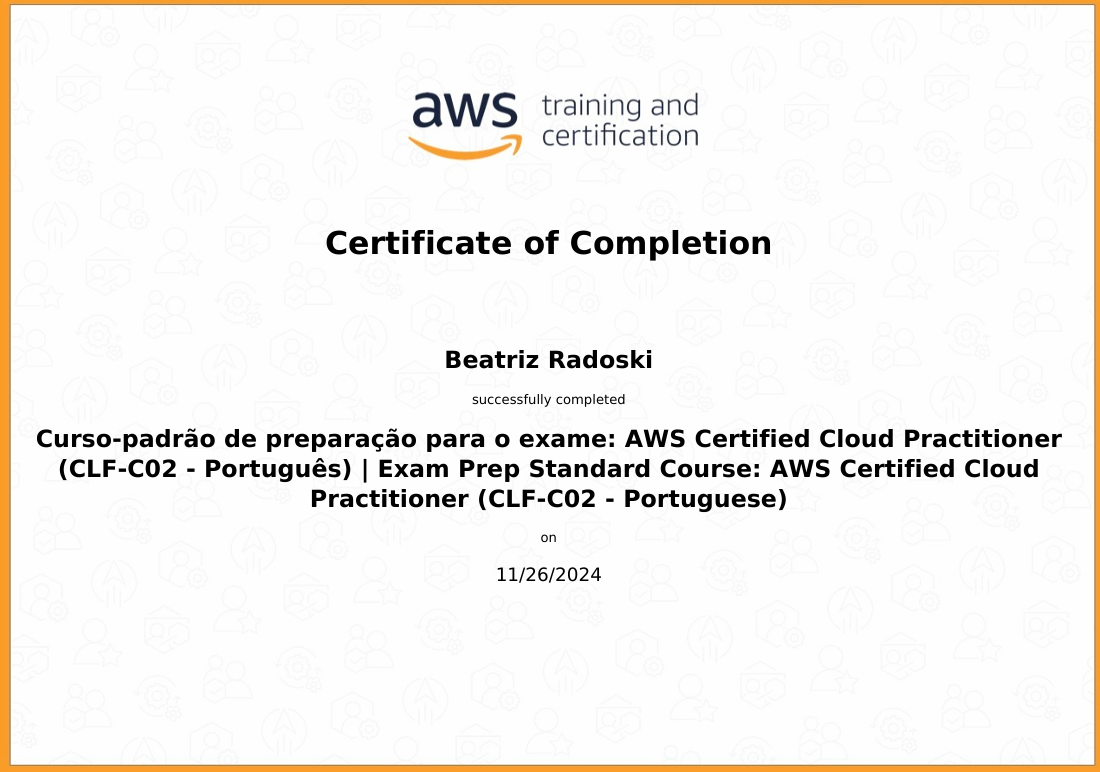 aws training and
certification
Certificate of Completion
Beatriz Radoski
successfully completed
Curso-padrão de preparação para o exame: AWS Certified Cloud Practitioner
(CLF-C02 - Português) | Exam Prep Standard Course: AWS Certified Cloud
Practitioner (CLF-C02 - Portuguese)
on
11/26/2024